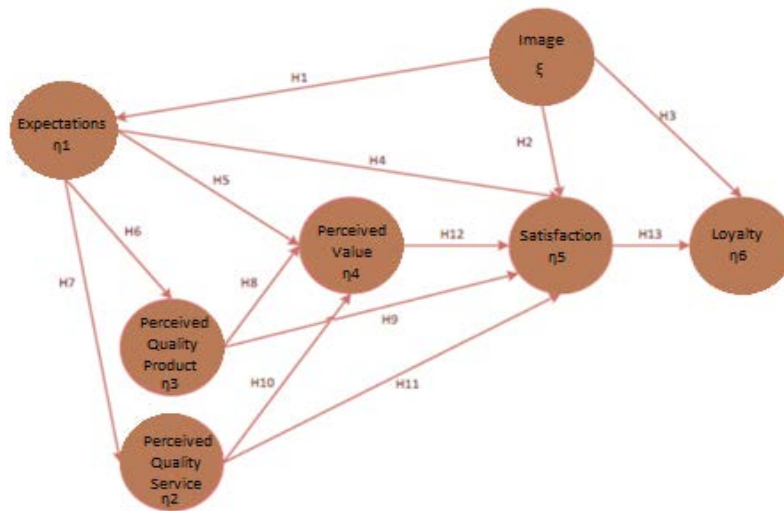 Image
ξ
H1
Expectations
η1
H3
H2
H4
H5
H6
Perceived
Value
η4
H12
Satisfaction
η5
H13
Loyalty
η6
H7
H8
Perceived
Quality
Product
η3
H9
H10
H11
Perceived
Quality
Service
η2